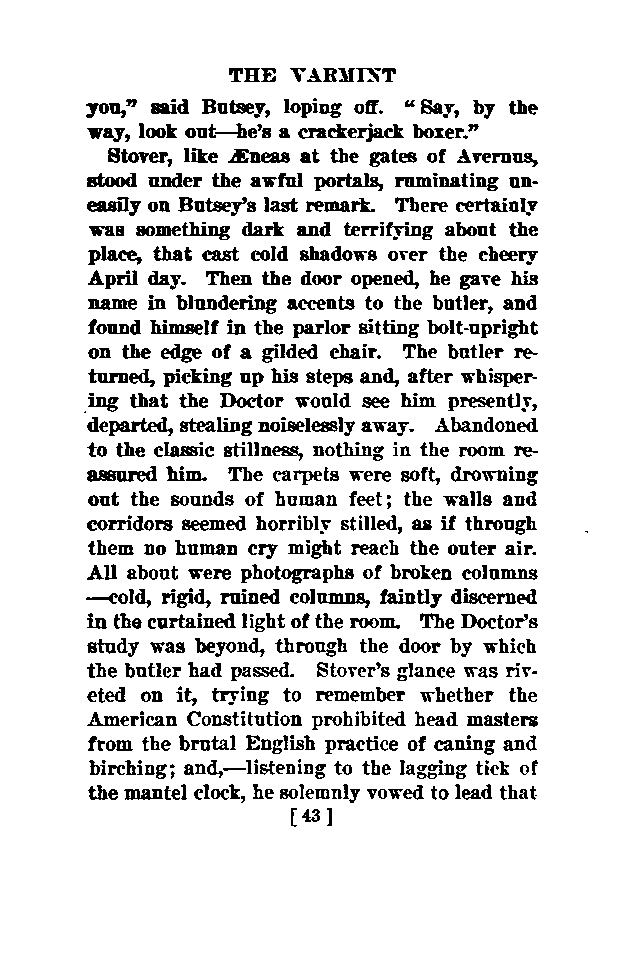 THE VARMINT
you," said Butsey, loping off. "Say, by the
way, look out—he's a crackerjack boxer."
Stover, like Æneas at the gates of Avernus,
stood under the awful portals, ruminating un-
easily on Butsey's last remark. There certainly
was something dark and terrifying about the
place, that cast cold shadows over the cheery
April day. Then the door opened, he gave his
name in blundering accents to the butler, and
found himself in the parlor sitting bolt-upright
on the edge of a gilded chair. The butler re-
turned, picking up his steps and, after whisper-
ing that the Doctor would see him presently,
departed, stealing noiselessly away. Abandoned
to the classic stillness, nothing in the room re-
assured him. The carpets were soft, drowning
out the sounds of human feet; the walls and
corridors seemed horribly stilled, as if through
them no human cry might reach the outer air.
All about were photographs of broken columns
—cold, rigid, ruined columns, faintly discerned
in the curtained light of the room. The Doctor's
study was beyond, through the door by which
the butler had passed. Stover's glance was riv-
eted on it, trying to remember whether the
American Constitution prohibited head masters
from the brutal English practice of caning and
birching; and,—listening to the lagging tick of
the mantel clock, he solemnly vowed to lead that
[ 43 ]